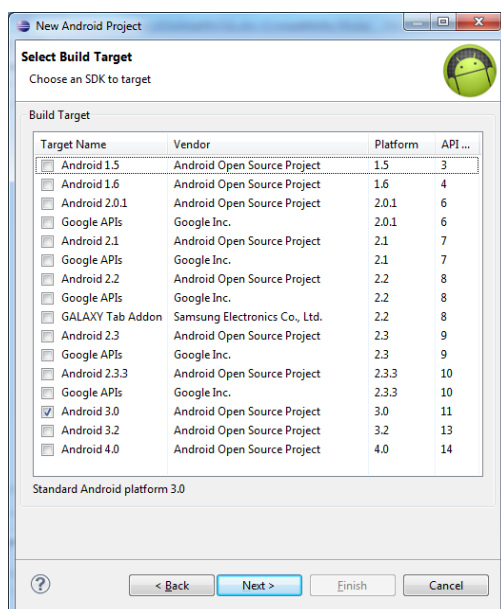 New Android Project
Select Build Target
Choose an SDK to target
Build Target
Target Name Vendor Platform API ...
Android 1.5 Android Open Source Project 1.5 3
Android 1.6 Android Open Source Project 1.6 4
Android 2.0.1 Android Open Source Project 2.0.1 6
Google APIs Google Inc. 2.0.1 6
Android 2.1 Android Open Source Project 2.1 7
Google APIs Google Inc. 2.1 7
Android 2.2 Android Open Source Project 2.2 8
Google APIs Google Inc. 2.2 8
GALAXY Tab Addon Samsung Electronics Co., Ltd. 2.2 8
Android 2.3 Android Open Source Project 2.3 9
Google APIs Google Inc. 2.3 9
Android 2.3.3 Android Open Source Project 2.3.3 10
Google APIs Google Inc. 2.3.3 10
Android 3.0 Android Open Source Project 3.0 11
Android 3.2 Android Open Source Project 3.2 13
Android 4.0 Android Open Source Project 4.0 14
Standard Android platform 3.0
? < Back Next > Finish Cancel